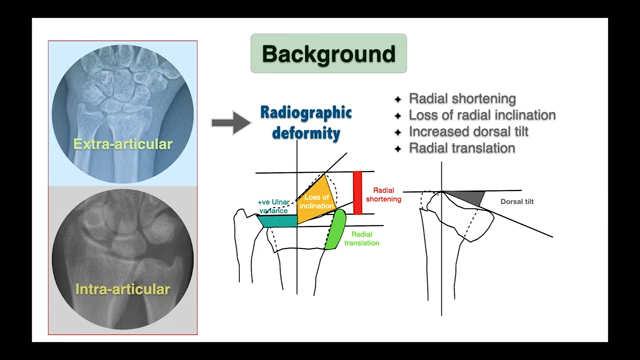 Background
Extra-articular
Intra-articular
Radiographic
deformity
✦ Radial shortening
✦ Loss of radial inclination
✦ Increased dorsal tilt
✦ Radial translation
+ve Ulnar
variance
Loss of
inclination
Radial
shortening
Radial
translation
Dorsal tilt